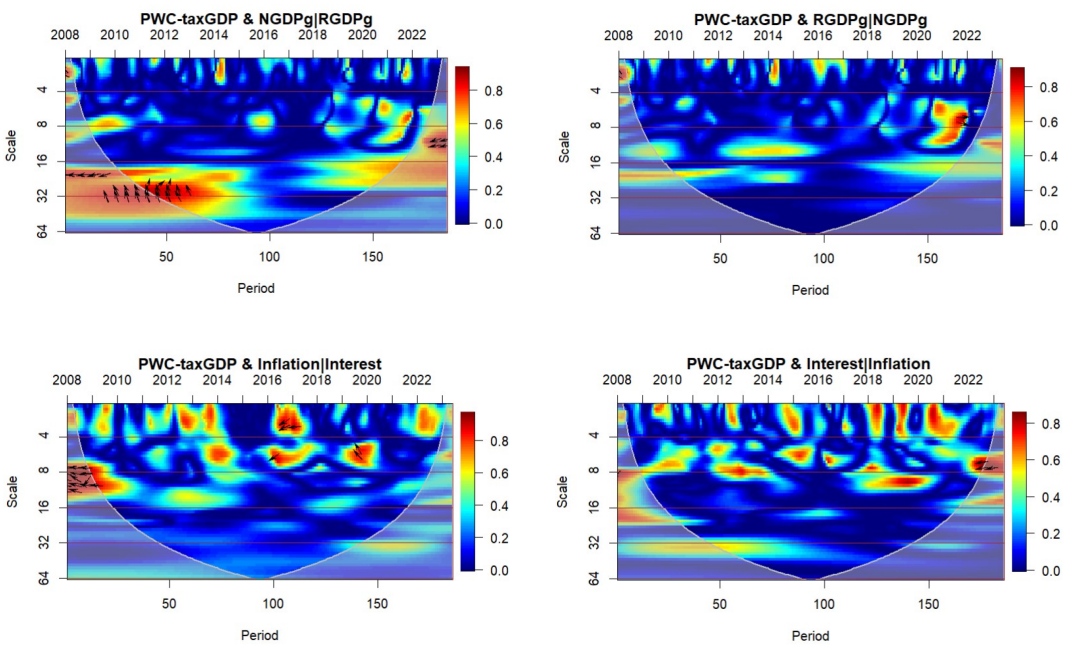 PWC-taxGDP & NGDPg|RGDPg
2008 2010 2012 2014 2016 2018 2020 2022
Scale
4
8
16
32
64
0.8
0.6
0.4
0.2
0.0
50 100 150
Period
PWC-taxGDP & RGDPg|NGDPg
2008 2010 2012 2014 2016 2018 2020 2022
Scale
4
8
16
32
64
0.8
0.6
0.4
0.2
0.0
50 100 150
Period
PWC-taxGDP & Inflation|Interest
2008 2010 2012 2014 2016 2018 2020 2022
Scale
4
8
16
32
64
0.8
0.6
0.4
0.2
0.0
50 100 150
Period
PWC-taxGDP & Interest|Inflation
2008 2010 2012 2014 2016 2018 2020 2022
Scale
4
8
16
32
64
0.8
0.6
0.4
0.2
0.0
50 100 150
Period